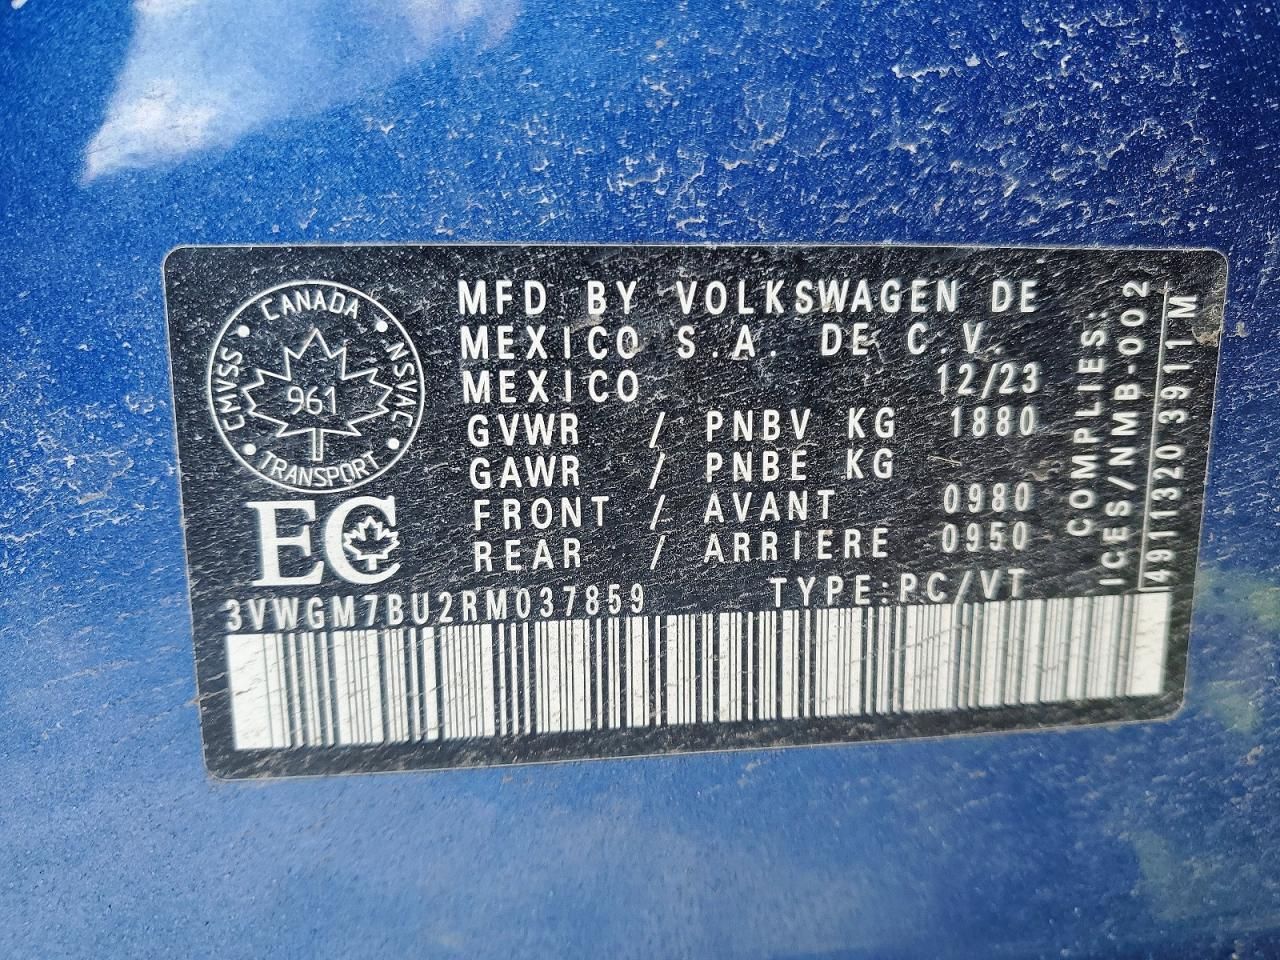 CANADA
CMVSS
NSVAC
961
TRANSPORT
EC
MFD BY VOLKSWAGEN DE
MEXICO S.A. DE C.V.
MEXICO 12/23
GVWR / PNBV KG 1880
GAWR / PNBE KG
FRONT / AVANT 0980
REAR / ARRIERE 0950
3VWGM7BU2RM037859 TYPE:PC/VT
COMPLIES:
ICES/NMB-002
4911320 3911M